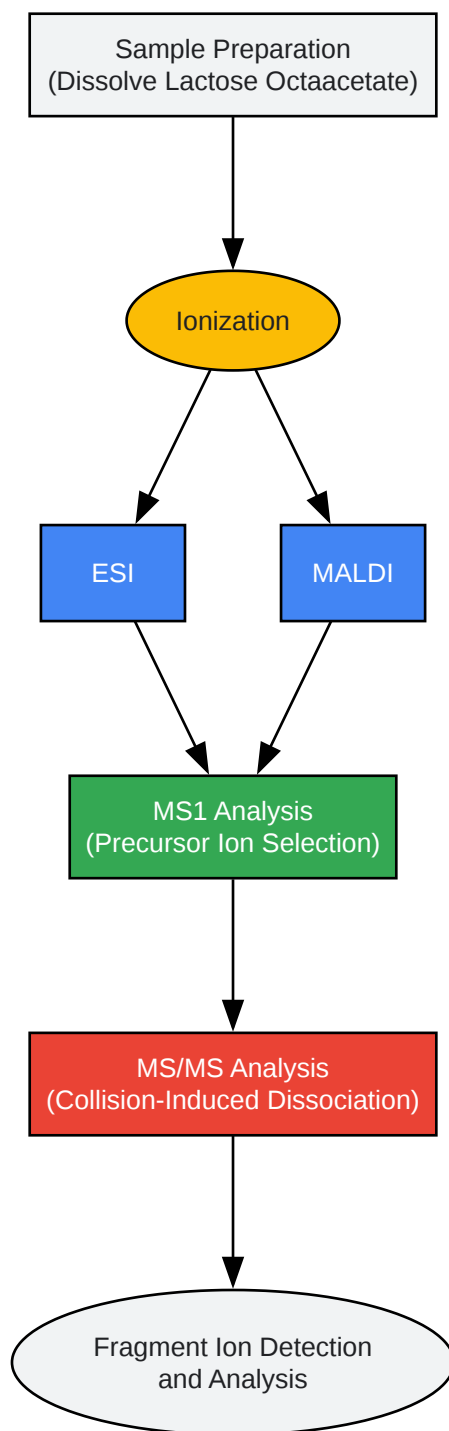 Sample Preparation
(Dissolve Lactose Octaacetate)
Ionization
ESI
MALDI
MS1 Analysis
(Precursor Ion Selection)
MS/MS Analysis
(Collision-Induced Dissociation)
Fragment Ion Detection
and Analysis